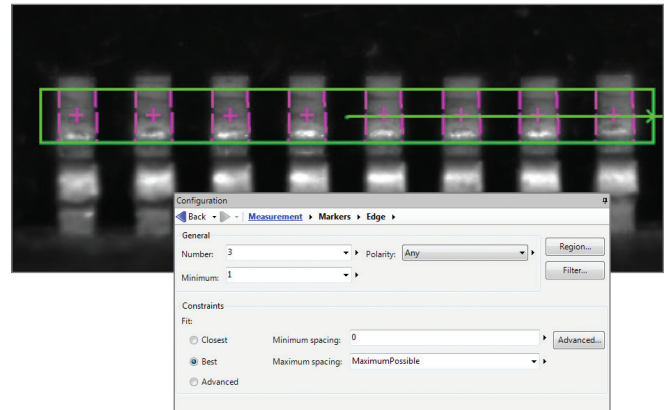 Configuration
Back Measurement Markers Edge
General
Number: 3 Polarity: Any Region...
Minimum: 1 Filter...
Constraints
Fit:
Closest Minimum spacing: 0 Advanced...
Best Maximum spacing: MaximumPossible
Advanced